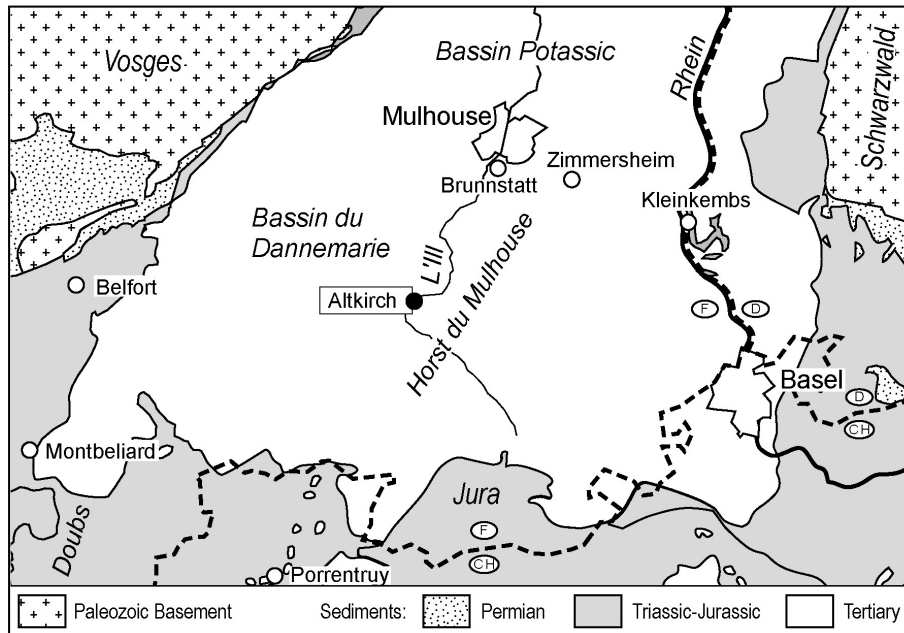 Vosges
Bassin Potassic
Rhein
Schwarzwald
Mulhouse
Zimmersheim
Brunnstatt
Kleinkembs
Bassin du
Dannemarie
L'Ill
Belfort
Altkirch
Horst du Mulhouse
F
D
Basel
D
CH
Montbeliard
Jura
Doubs
F
CH
Porrentruy
Paleozoic Basement
Sediments:
Permian
Triassic-Jurassic
Tertiary